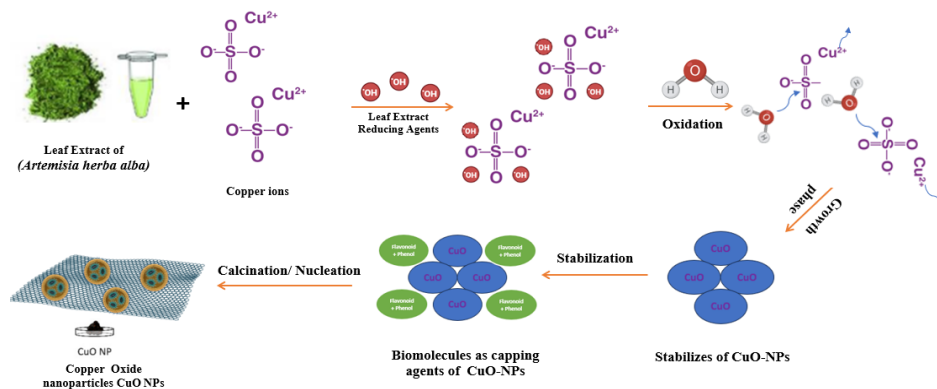 Cu2+
O
O-S-O-
O
Cu2+
O
O-S-O-
O
+
Leaf Extract of
(Artemisia herba alba)
Copper ions
·OH
·OH
·OH
Leaf Extract
Reducing Agents
·OH
Cu2+
O
O-S-O-
O
·OH
·OH
·OH
Cu2+
O
O-S-O-
O
·OH
·OH
O
H
H
Oxidation
Cu2+
O
O-S
O
O
H
H
O
H
H
O-
O=S=O
O-
Cu2+
Growth
phase
CuO
CuO
CuO
CuO
Stabilizes of CuO-NPs
Stabilization
Flavonoid
+ Phenol
CuO
Flavonoid
+ Phenol
CuO
CuO
Flavonoid
+ Phenol
CuO
Flavonoid
+ Phenol
Biomolecules as capping
agents of CuO-NPs
Calcination/ Nucleation
CuO NP
Copper Oxide
nanoparticles CuO NPs